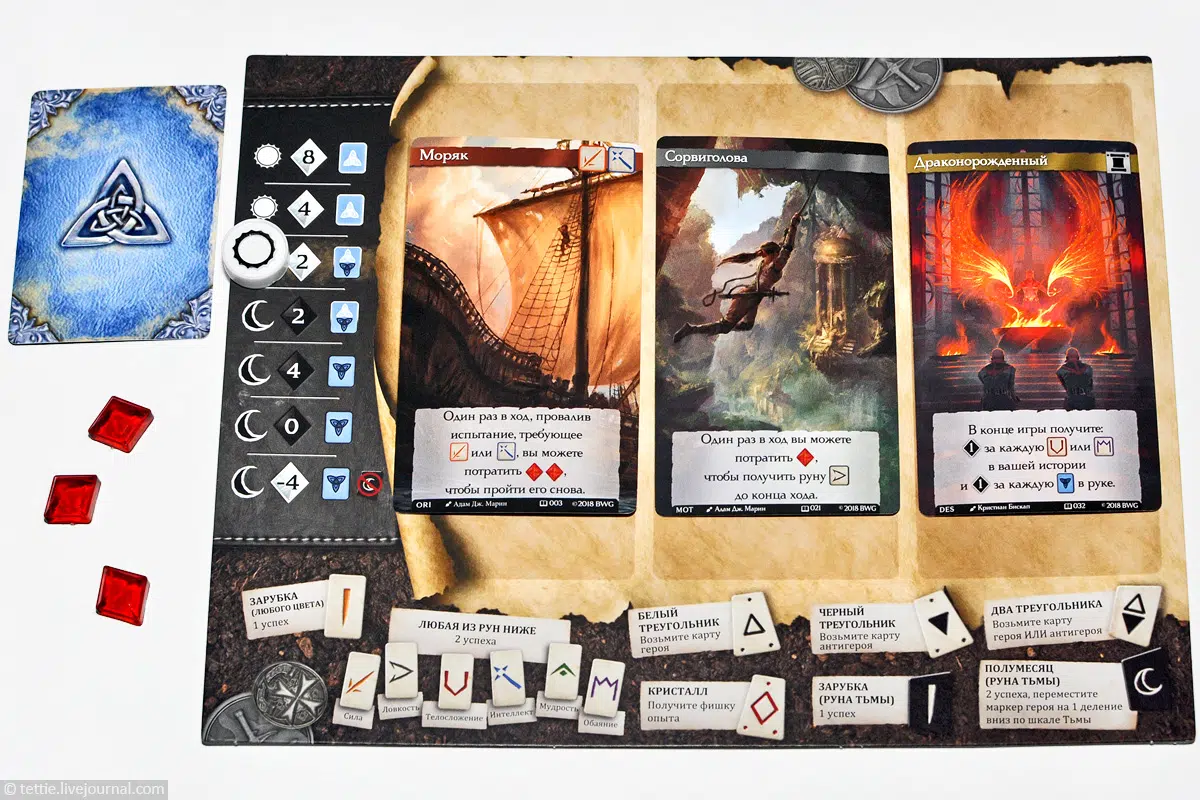 8
4
2
2
4
0
-4
Моряк
Один раз в ход, провалив
испытание, требующее
или , вы можете
потратить ,
чтобы пройти его снова.
ORI Адам Дж. Марин 003 ©2018 BWG
Сорвиголова
Один раз в ход вы можете
потратить ,
чтобы получить руну
до конца хода.
MOT Адам Дж. Марин 021 ©2018 BWG
Драконорожденный
В конце игры получите:
1 за каждую или
в вашей истории
и 1 за каждую в руке.
DES Кристиан Бискап 032 ©2018 BWG
ЗАРУБКА
(ЛЮБОГО ЦВЕТА)
1 успех
ЛЮБАЯ ИЗ РУН НИЖЕ
2 успеха
Сила
Ловкость
Телосложение
Интеллект
Мудрость
Обаяние
БЕЛЫЙ
ТРЕУГОЛЬНИК
Возьмите карту
героя
КРИСТАЛЛ
Получите фишку
опыта
ЧЕРНЫЙ
ТРЕУГОЛЬНИК
Возьмите карту
антигероя
ЗАРУБКА
(РУНА ТЬМЫ)
1 успех
ДВА ТРЕУГОЛЬНИКА
Возьмите карту
героя ИЛИ антигероя
ПОЛУМЕСЯЦ
(РУНА ТЬМЫ)
2 успеха, переместите
маркер героя на 1 деление
вниз по шкале Тьмы
© tettie.livejournal.com